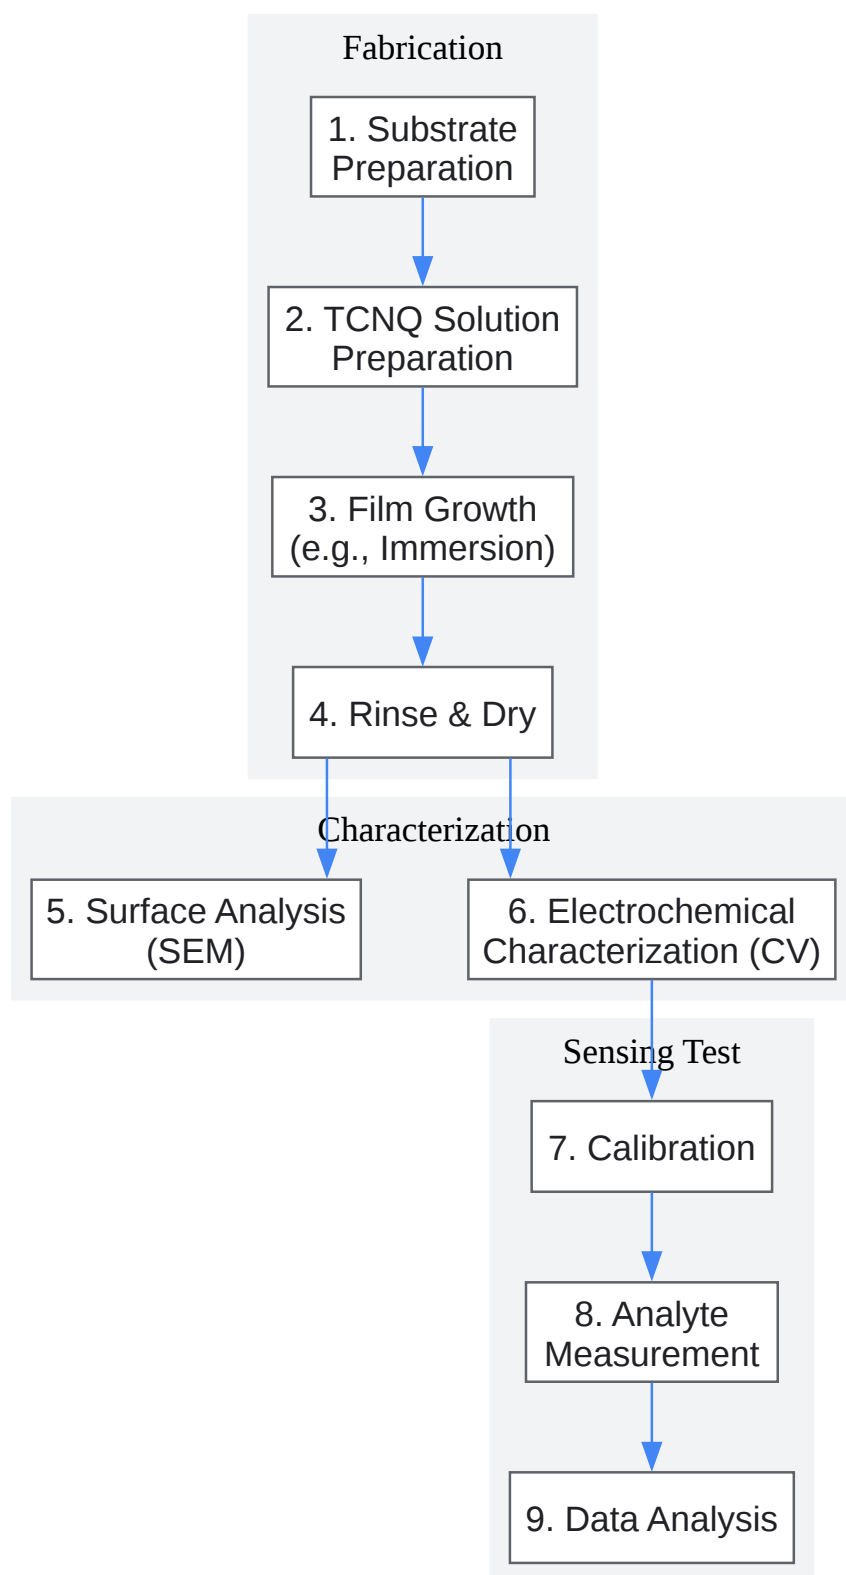 Fabrication
1. Substrate
Preparation
2. TCNQ Solution
Preparation
3. Film Growth
(e.g., Immersion)
4. Rinse & Dry
Characterization
5. Surface Analysis
(SEM)
6. Electrochemical
Characterization (CV)
Sensing Test
7. Calibration
8. Analyte
Measurement
9. Data Analysis